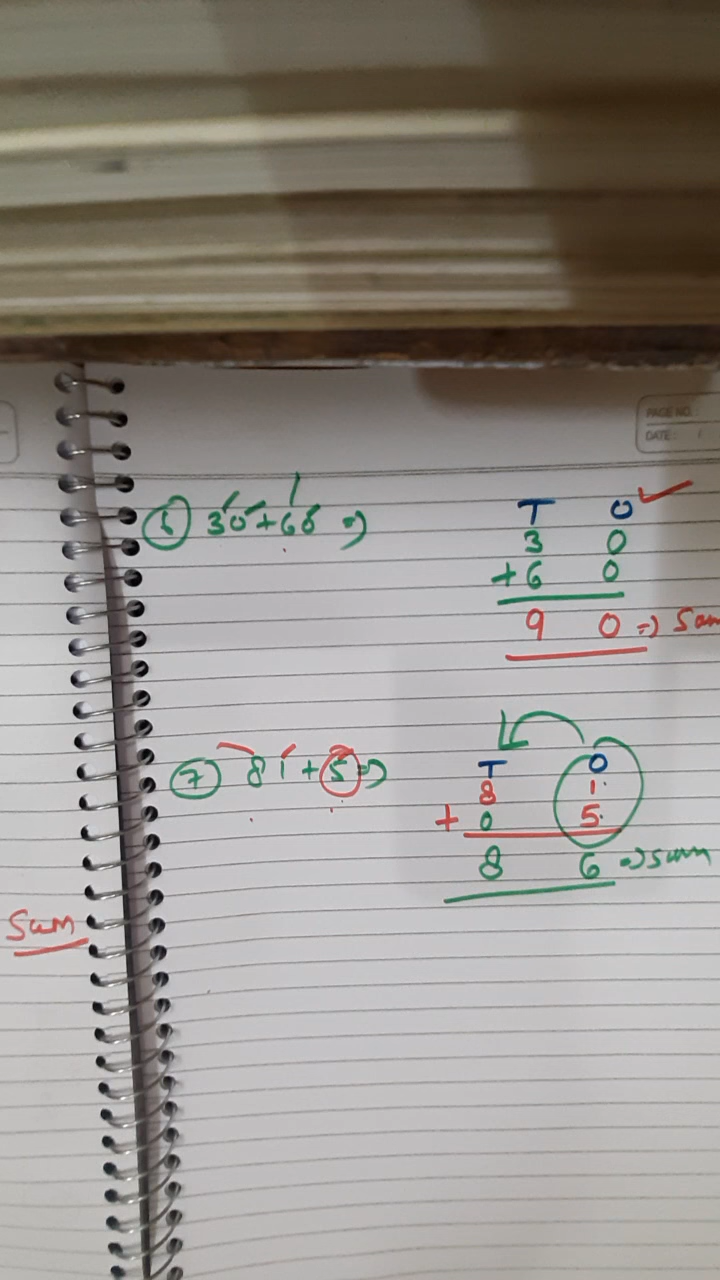 PAGE NO.:
DATE: /
⑥ 30+60 => T O ✓
3 0
+6 0
9 0 => Sum
⑦ 81+5 => T O
8 1
+ 0 5
8 6 => sum
Sum